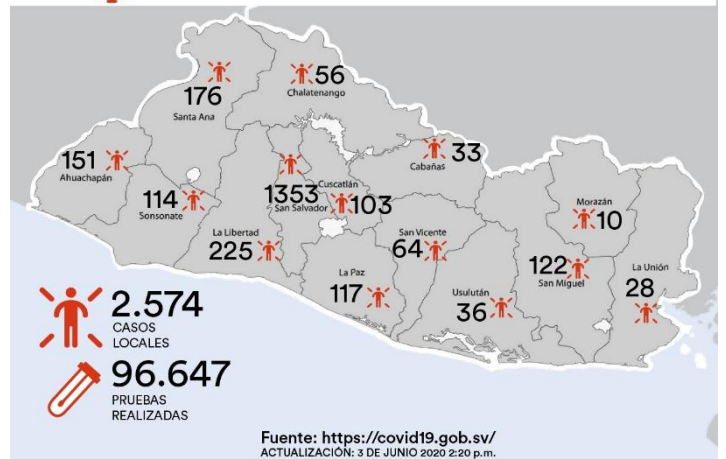 56
Chalatenango
176
Santa Ana
33
Cabañas
151
Ahuachapán
114
Sonsonate
1353
San Salvador
Cuscatlán
103
Morazán
10
La Libertad
225
San Vicente
64
La Paz
117
Usulután
36
122
San Miguel
La Unión
28
2.574
CASOS
LOCALES
96.647
PRUEBAS
REALIZADAS
Fuente: https://covid19.gob.sv/
ACTUALIZACIÓN: 3 DE JUNIO 2020 2:20 p.m.